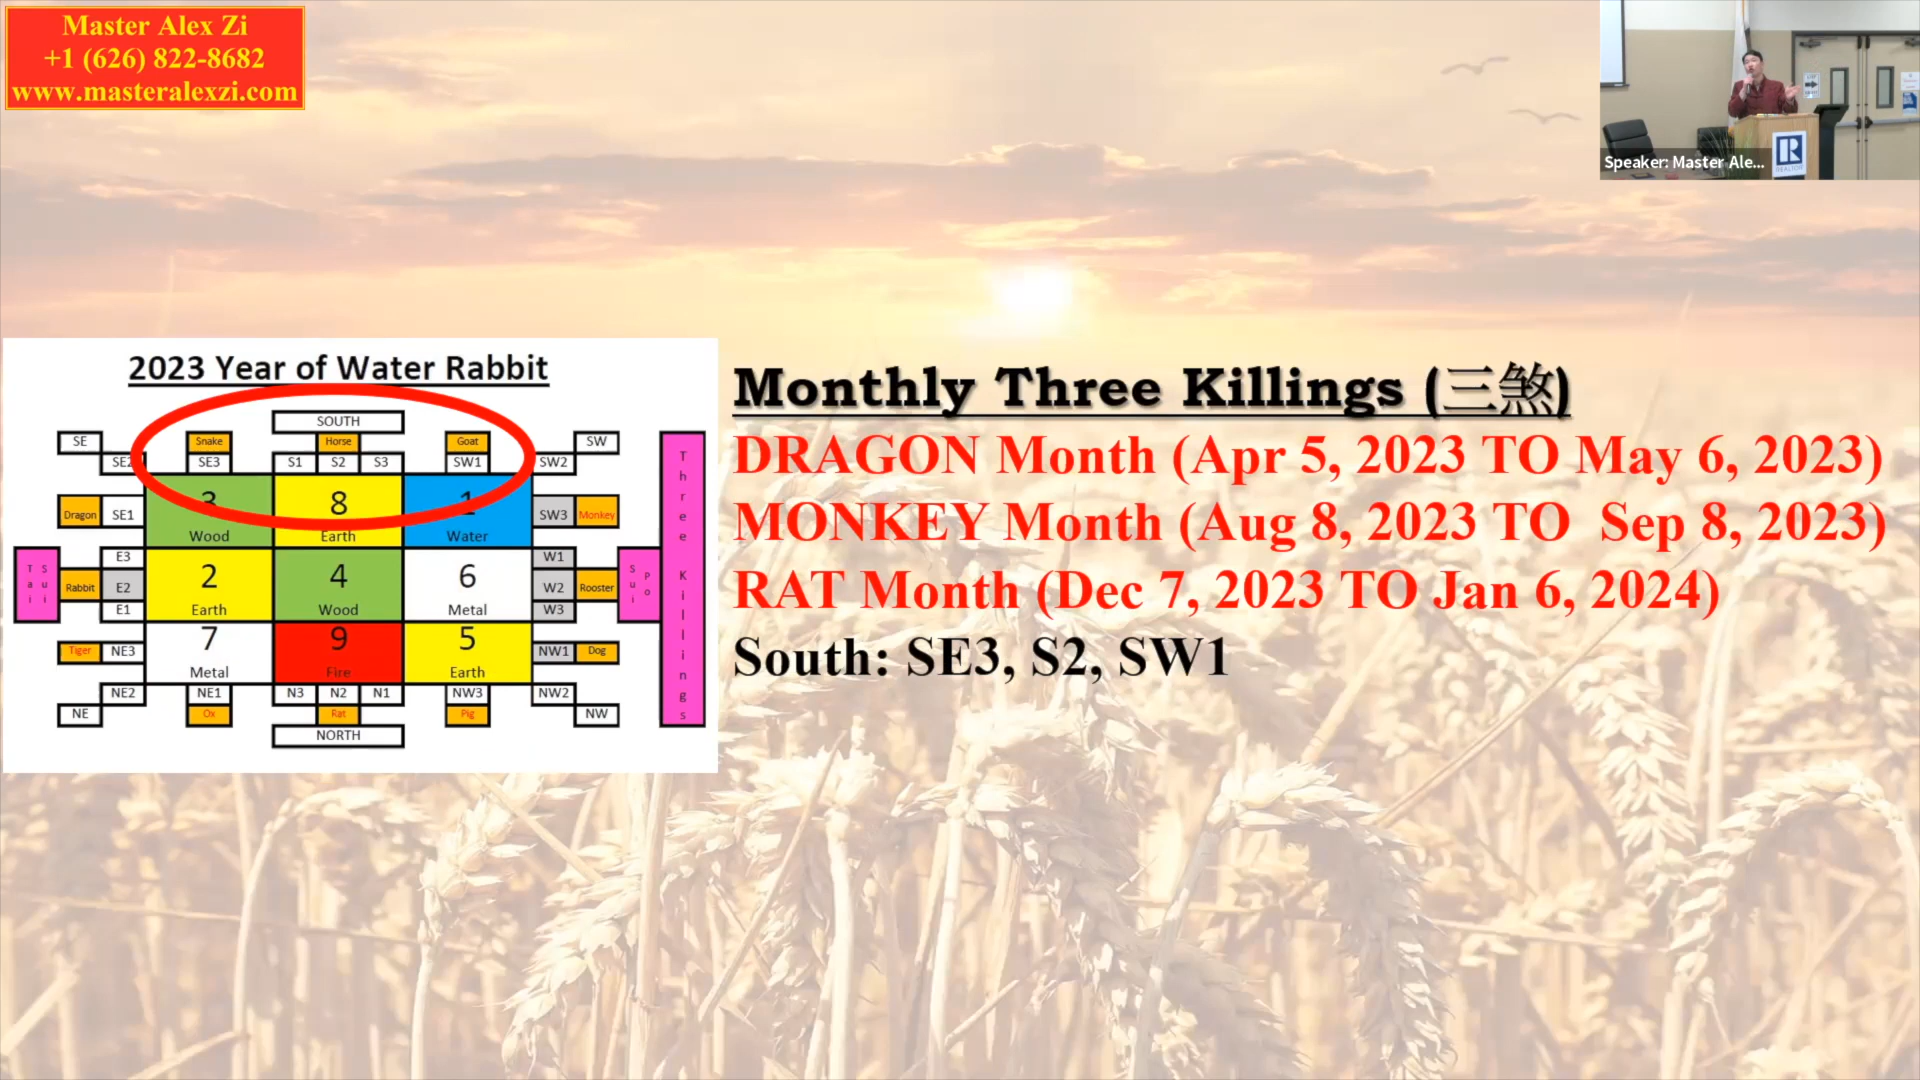 Master Alex Zi
+1 (626) 822-8682
www.masteralexzi.com
Speaker: Master Ale...
R
REALTOR
2023 Year of Water Rabbit
SOUTH
SE
Snake
Horse
Goat
SW
SE2
SE3
S1
S2
S3
SW1
SW2
3
8
1
Dragon
SE1
SW3
Monkey
Wood
Earth
Water
Tai Sui
Rabbit
E3
E2
E1
2
Earth
4
Wood
6
Metal
W1
W2
W3
Rooster
Sui Po
Three Killings
7
9
5
Tiger
NE3
NW1
Dog
Metal
Fire
Earth
NE2
NE1
N3
N2
N1
NW3
NW2
NE
Ox
Rat
Pig
NW
NORTH
Monthly Three Killings (三煞)
DRAGON Month (Apr 5, 2023 TO May 6, 2023)
MONKEY Month (Aug 8, 2023 TO Sep 8, 2023)
RAT Month (Dec 7, 2023 TO Jan 6, 2024)
South: SE3, S2, SW1